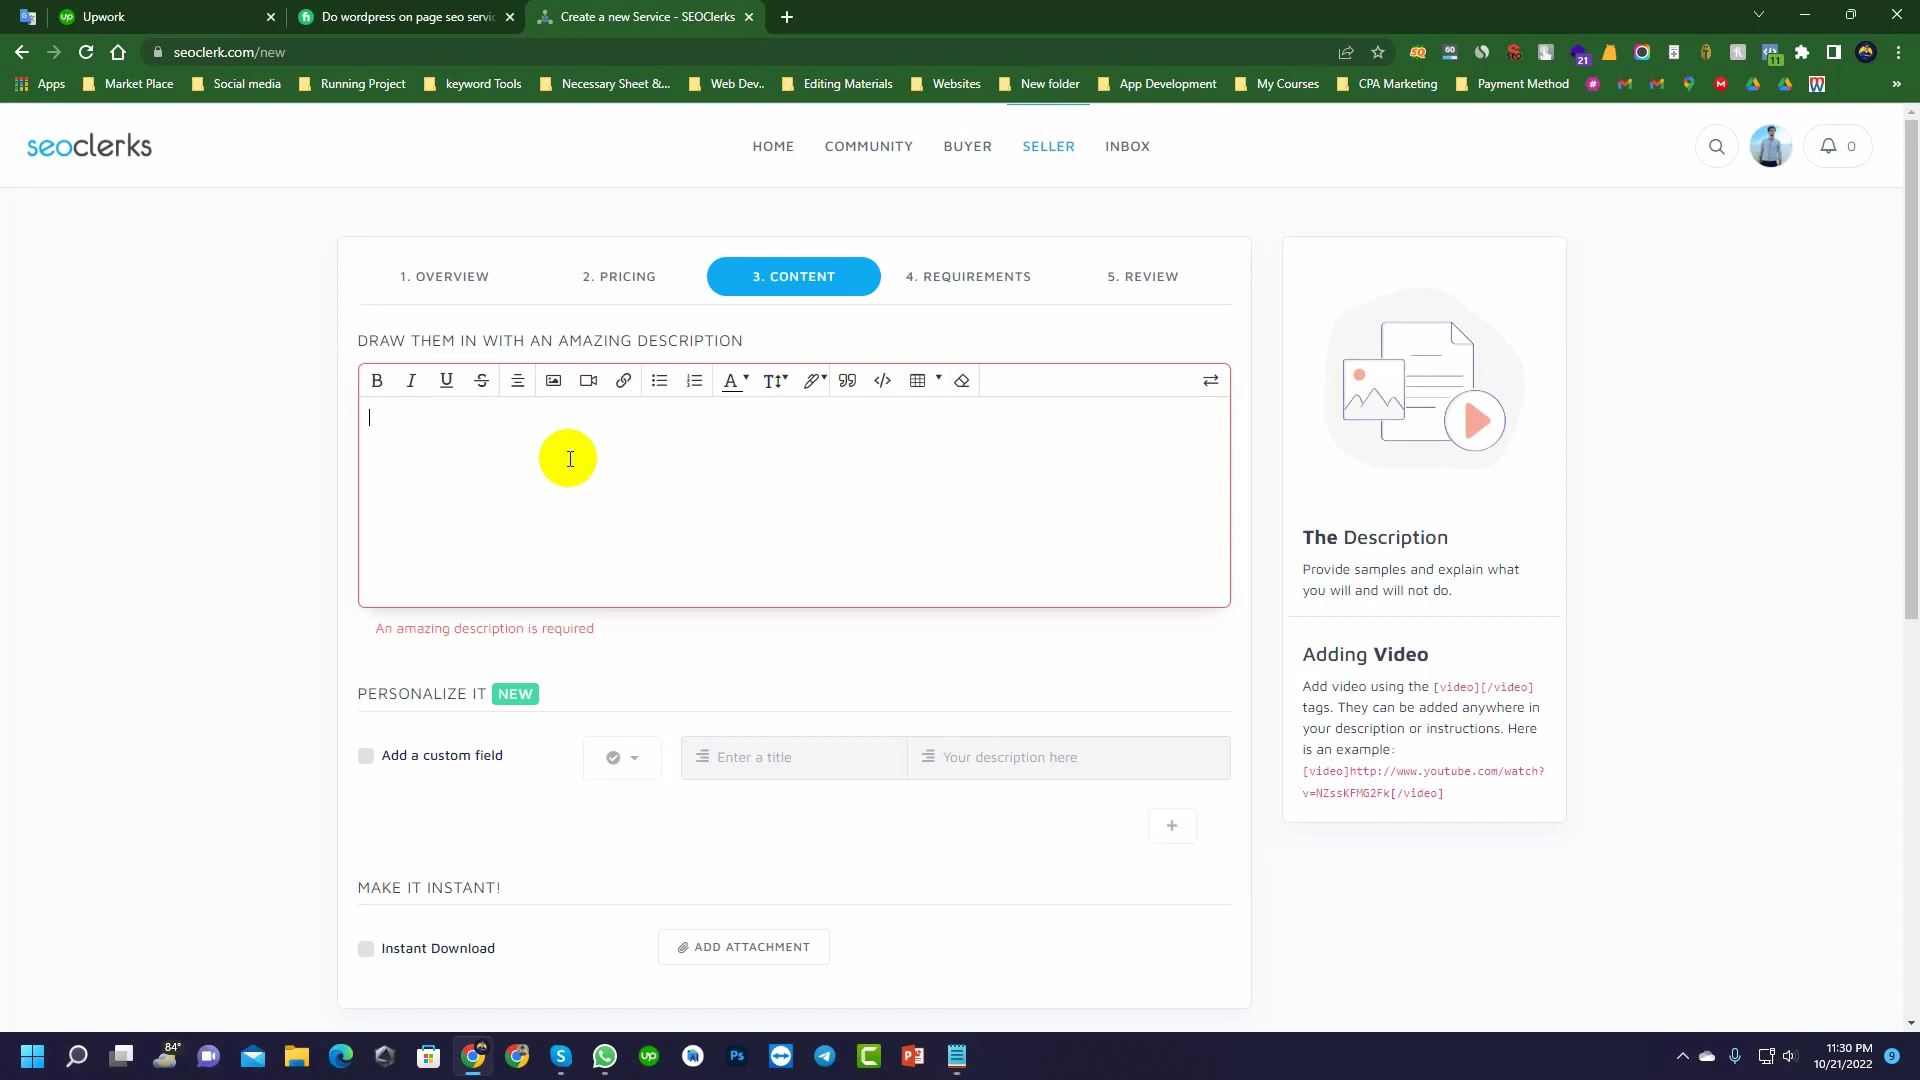 Upwork
Do wordpress on page seo servic
Create a new Service - SEOClerks
seoclerk.com/new
Apps
Market Place
Social media
Running Project
keyword Tools
Necessary Sheet &...
Web Dev..
Editing Materials
Websites
New folder
App Development
My Courses
CPA Marketing
Payment Method
seoclerks
HOME
COMMUNITY
BUYER
SELLER
INBOX
0
1. OVERVIEW
2. PRICING
3. CONTENT
4. REQUIREMENTS
5. REVIEW
DRAW THEM IN WITH AN AMAZING DESCRIPTION
An amazing description is required
PERSONALIZE IT NEW
Add a custom field
Enter a title
Your description here
+
MAKE IT INSTANT!
Instant Download
ADD ATTACHMENT
The Description
Provide samples and explain what
you will and will not do.
Adding Video
Add video using the [video][/video]
tags. They can be added anywhere in
your description or instructions. Here
is an example:
[video]http://www.youtube.com/watch?
v=NZssKFMG2Fk[/video]
84°
11:30 PM
10/21/2022
9